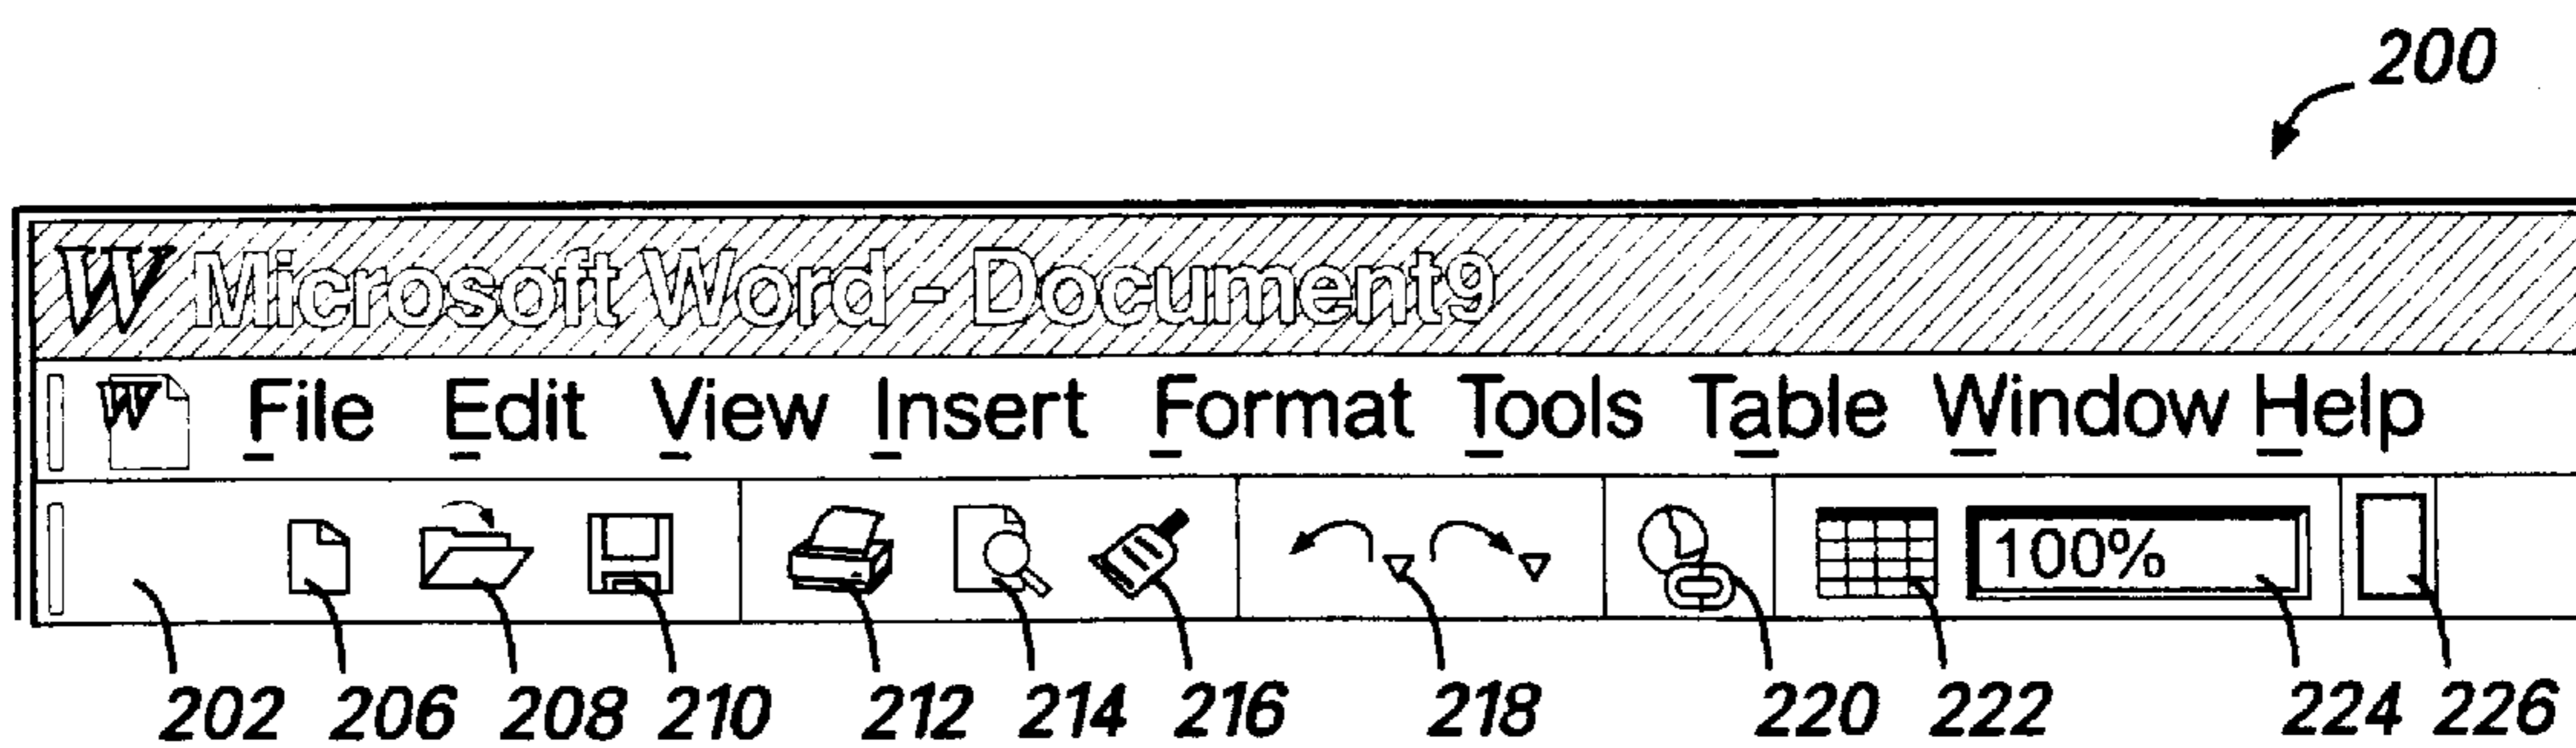 200
W Microsoft Word - Document9
W File Edit View Insert Format Tools Table Window Help
100%
202 206 208 210 212 214 216 218 220 222 224 226